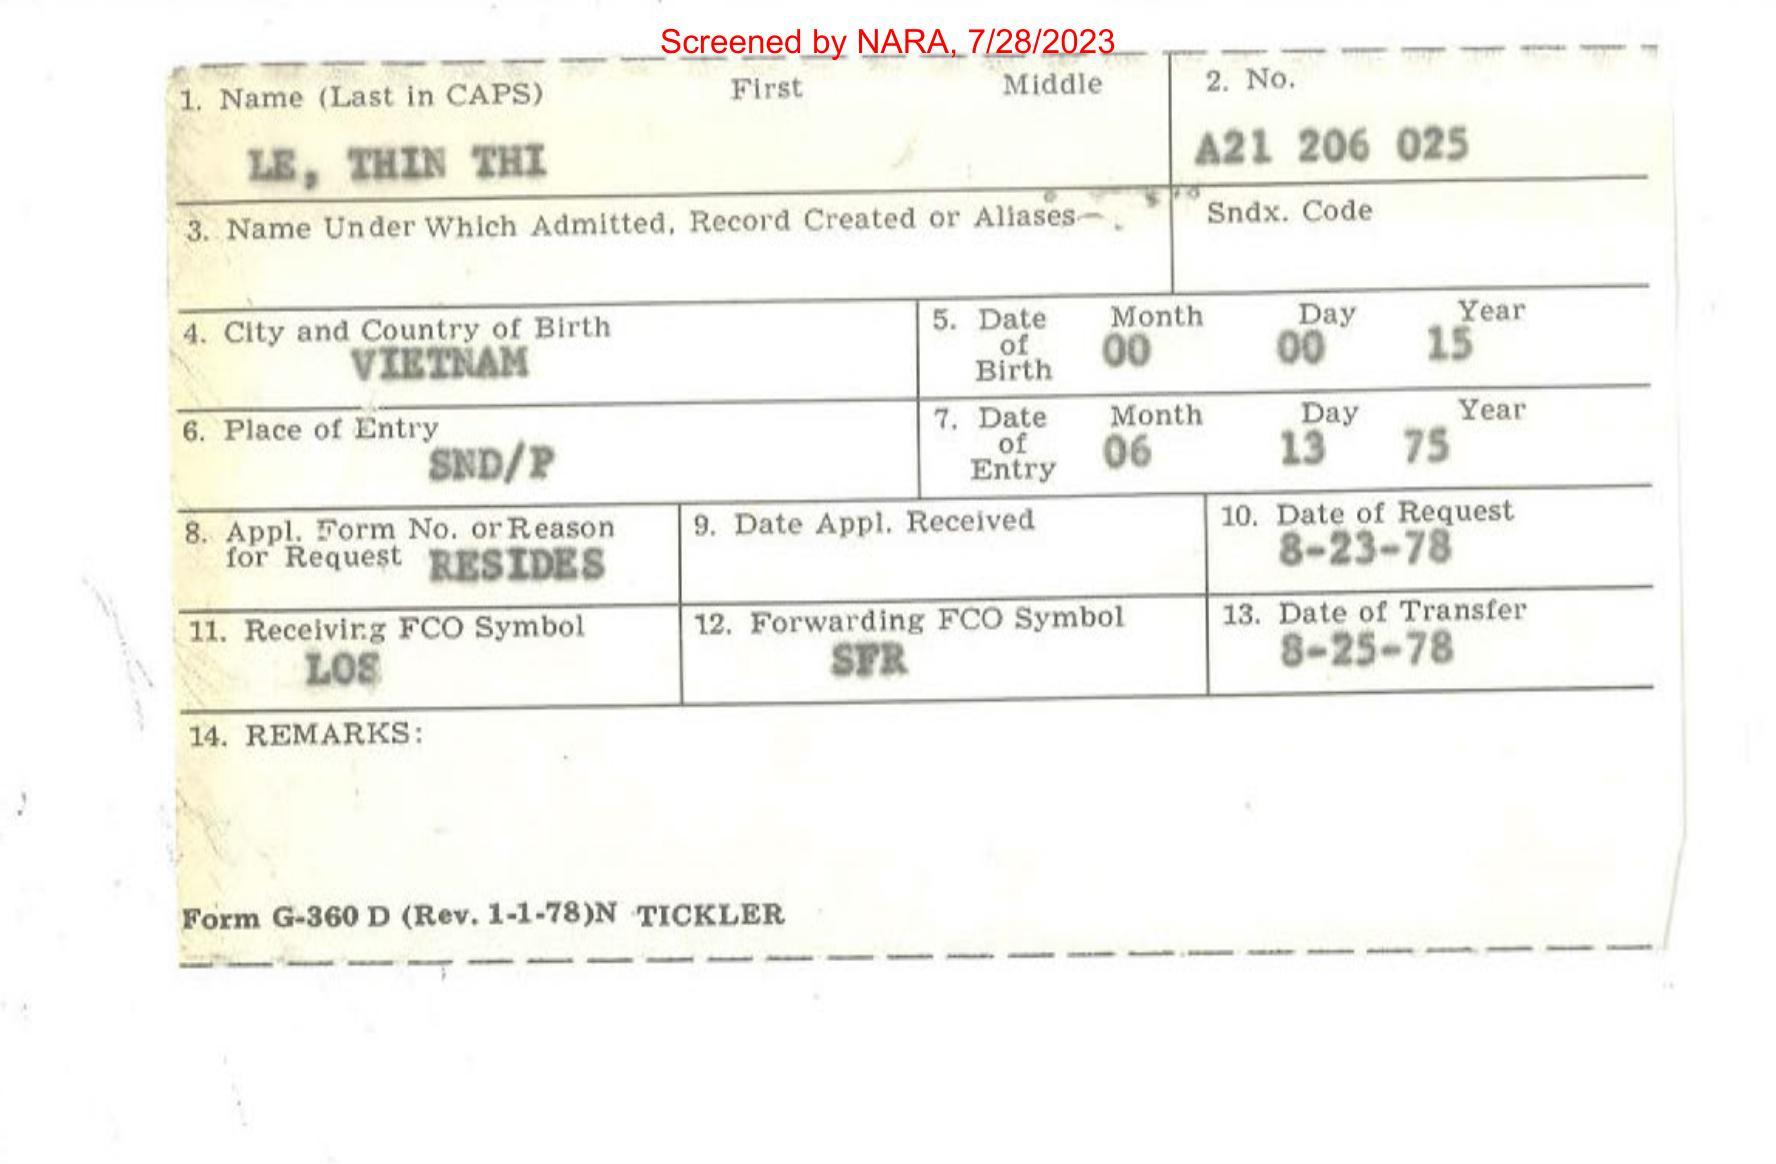 Screened by NARA, 7/28/2023
1. Name (Last in CAPS) First Middle
LE, THIN THI
2. No.
A21 206 025
3. Name Under Which Admitted, Record Created or Aliases
Sndx. Code
4. City and Country of Birth
VIETNAM
5. Date of Birth Month Day Year
00 00 15
6. Place of Entry
SND/P
7. Date of Entry Month Day Year
06 13 75
8. Appl. Form No. or Reason
for Request RESIDES
9. Date Appl. Received
10. Date of Request
8-23-78
11. Receiving FCO Symbol
LOS
12. Forwarding FCO Symbol
SFR
13. Date of Transfer
8-25-78
14. REMARKS:
Form G-360 D (Rev. 1-1-78)N TICKLER